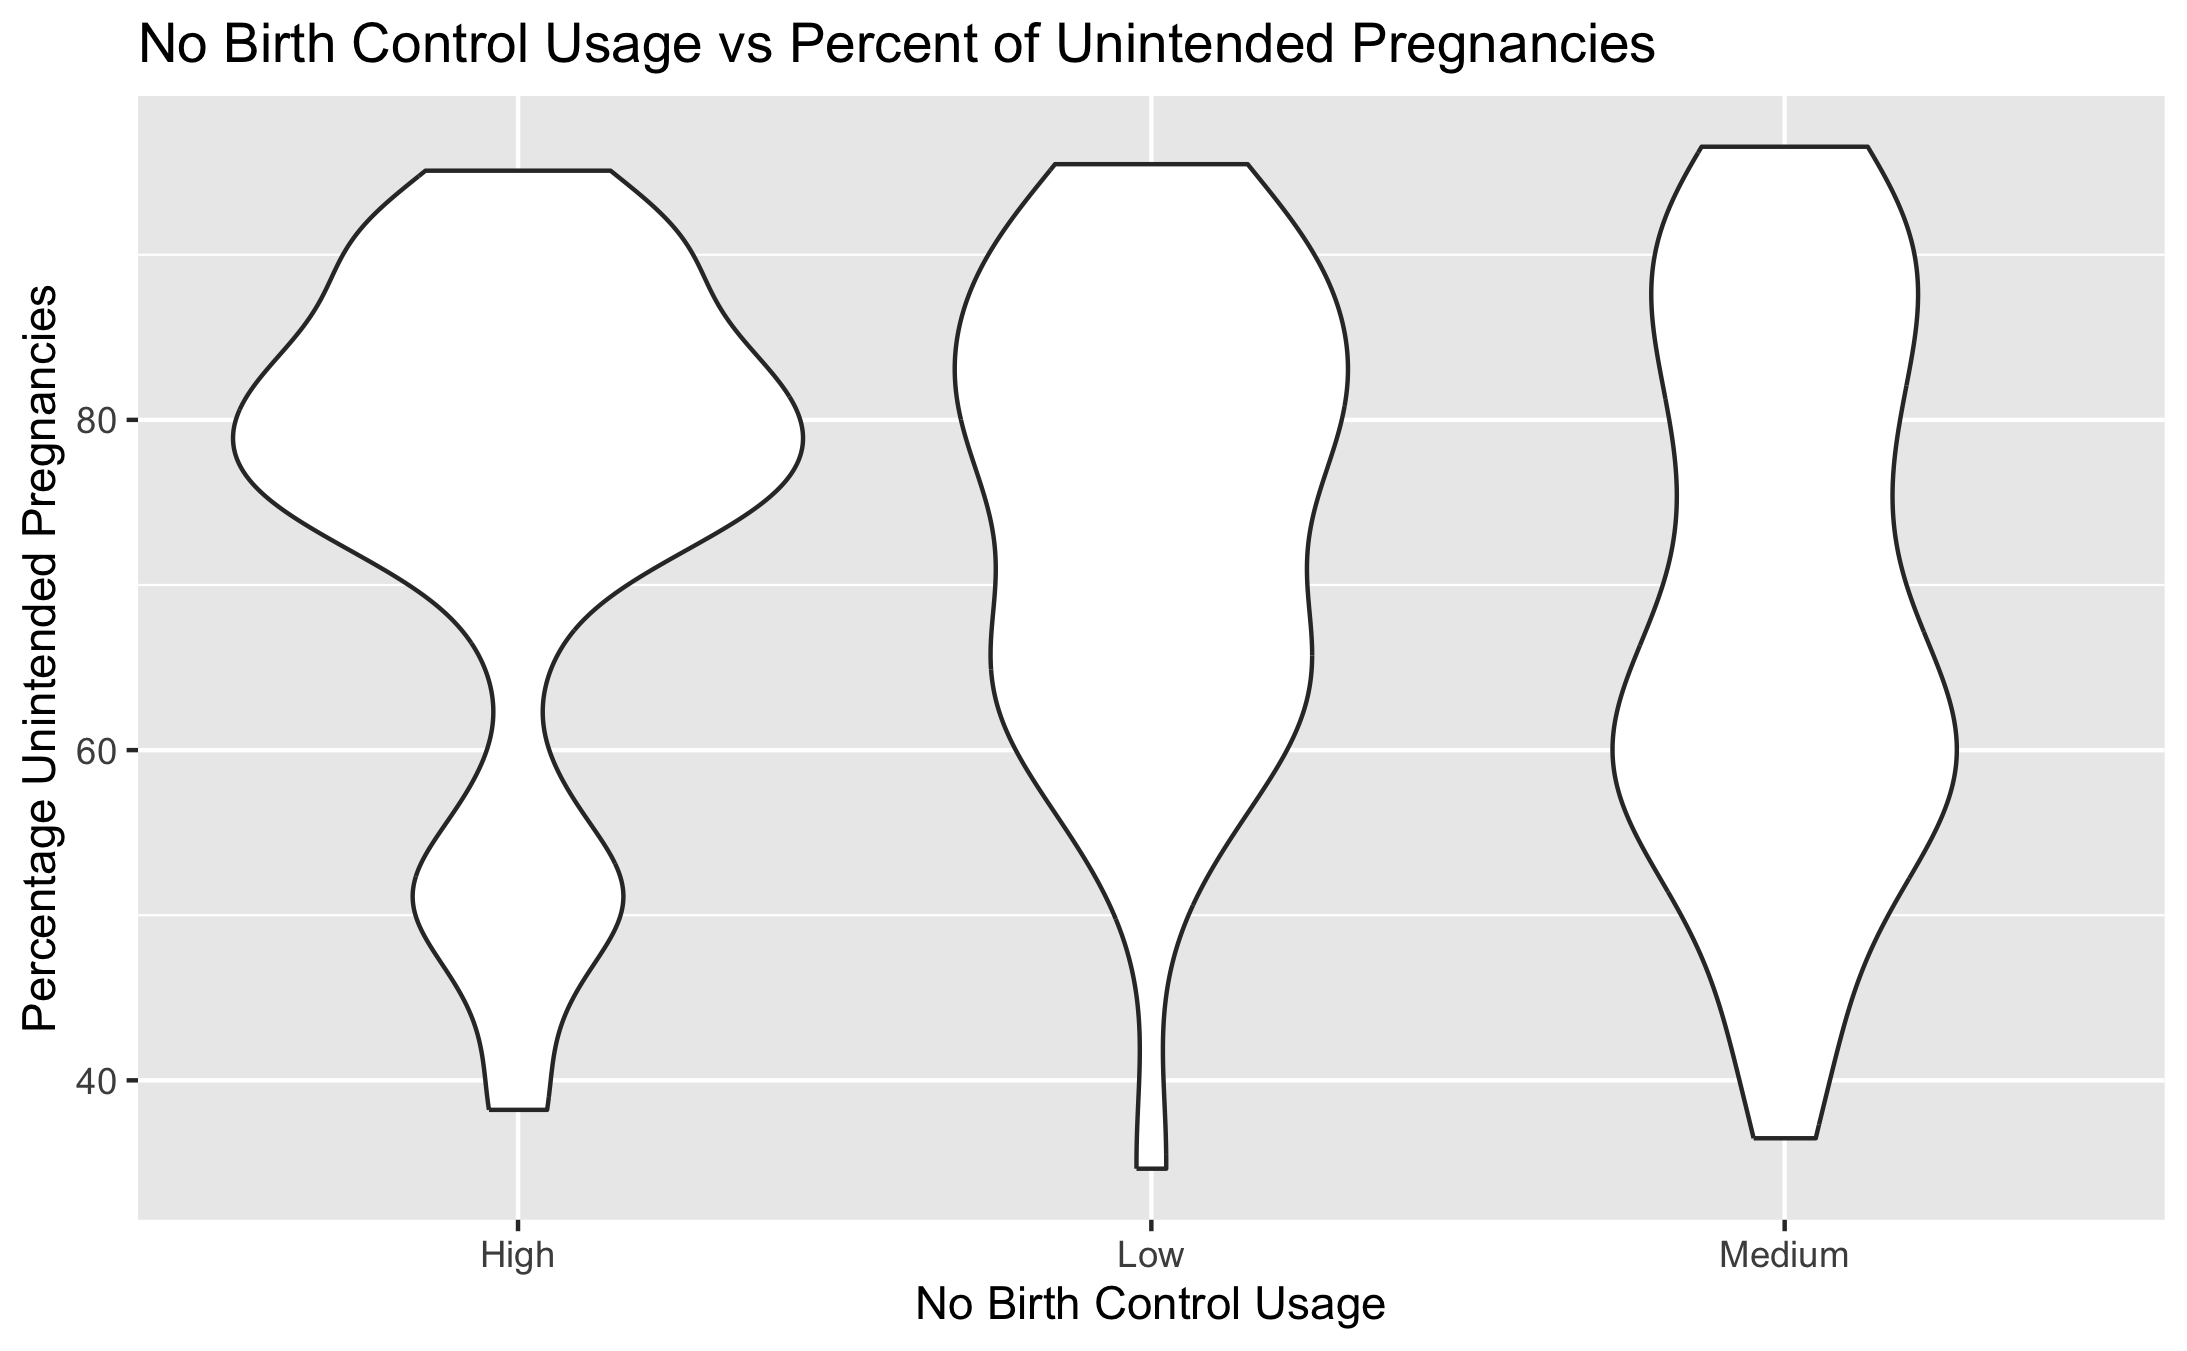 No Birth Control Usage vs Percent of Unintended Pregnancies
Percentage Unintended Pregnancies
80
60
40
High
Low
Medium
No Birth Control Usage